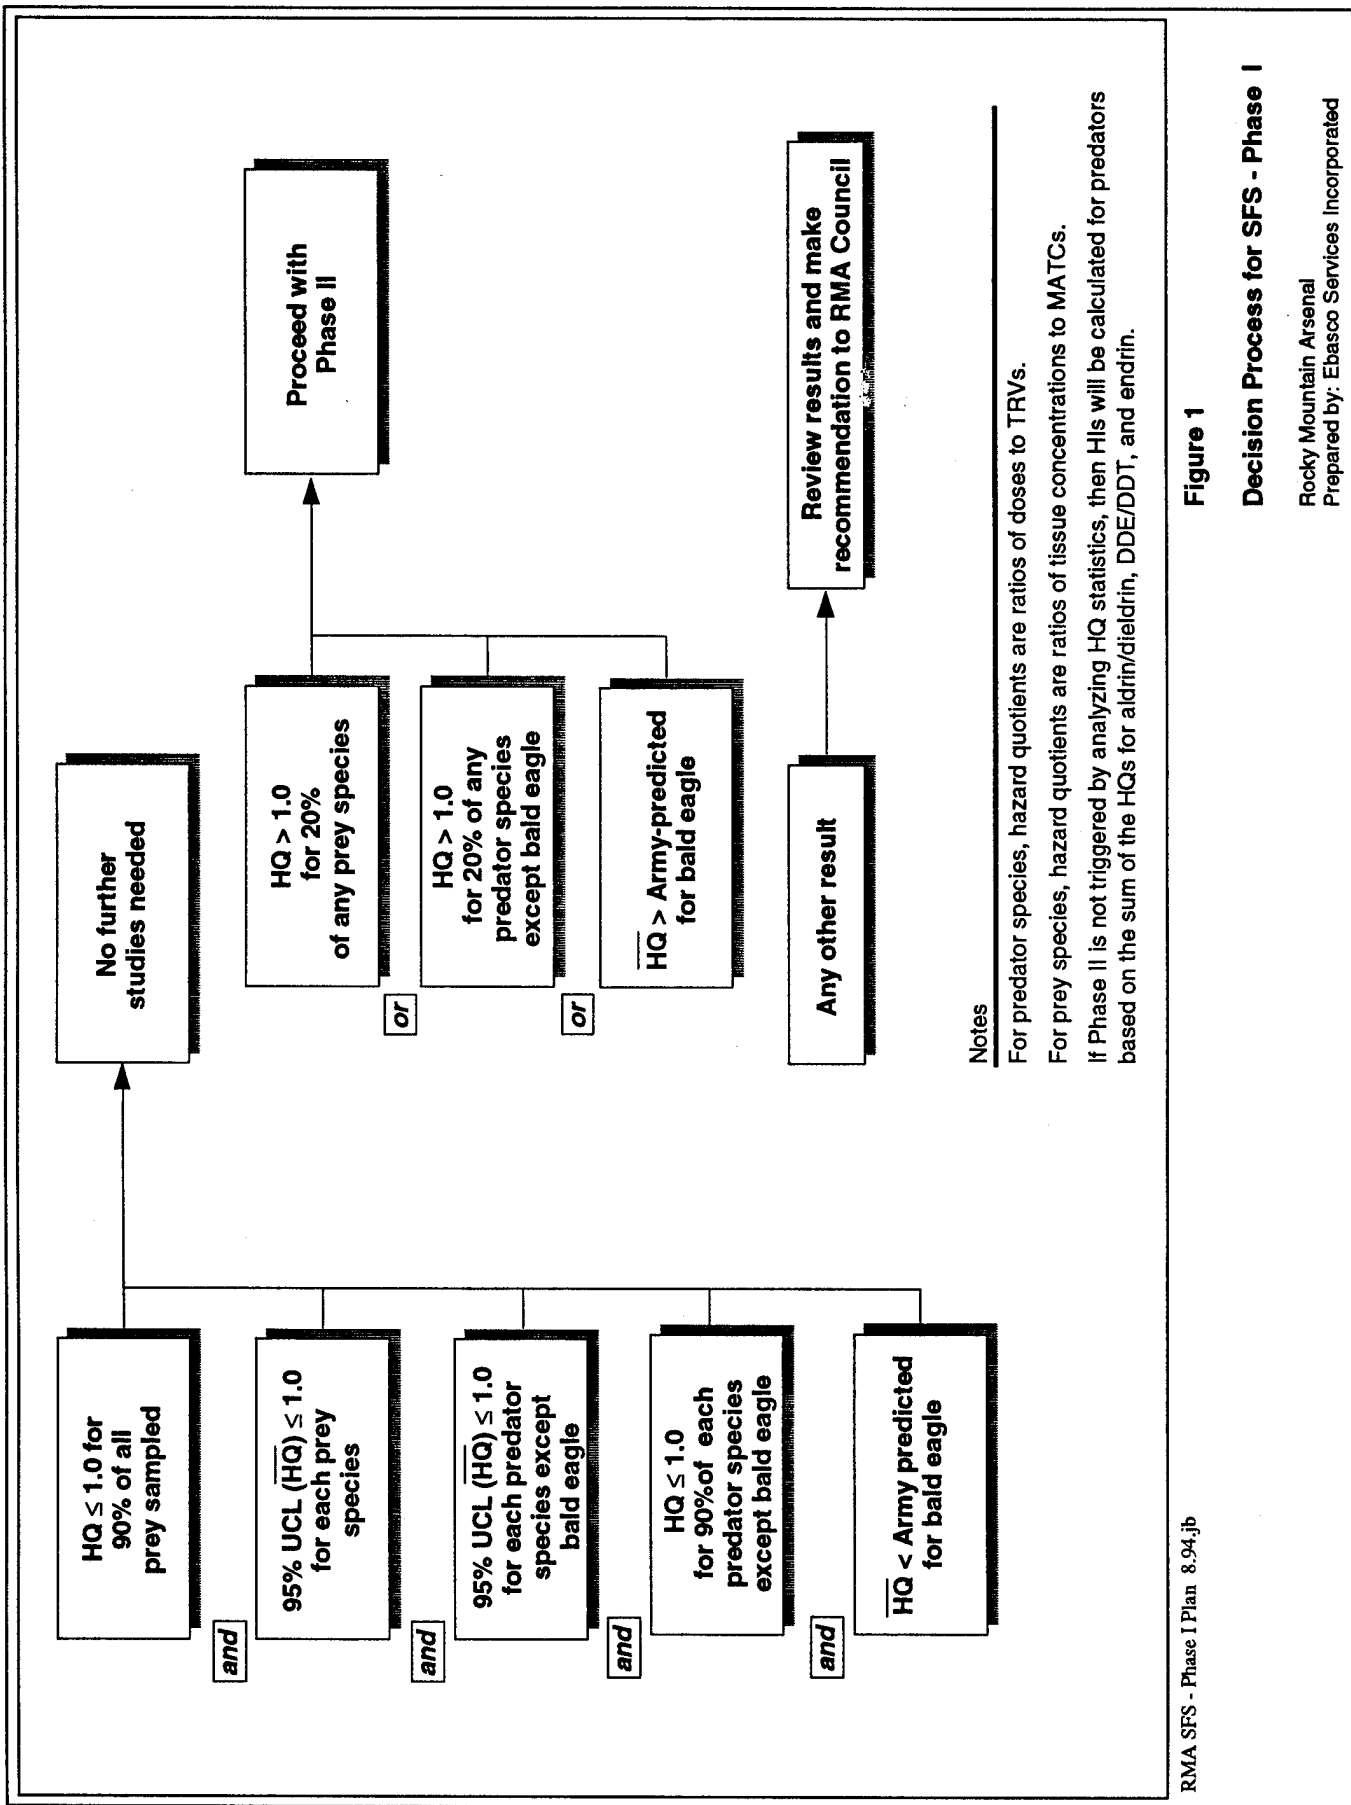 HQ ≤ 1.0 for
90% of all
prey sampled
and
95% UCL (HQ̅) ≤ 1.0
for each prey
species
and
95% UCL (HQ̅) ≤ 1.0
for each predator
species except
bald eagle
and
HQ ≤ 1.0
for 90%of each
predator species
except bald eagle
and
HQ̅ < Army predicted
for bald eagle
No further
studies needed
HQ > 1.0
for 20%
of any prey species
or
HQ > 1.0
for 20% of any
predator species
except bald eagle
or
HQ̅ > Army-predicted
for bald eagle
Proceed with
Phase II
Any other result
Review results and make
recommendation to RMA Council
Notes
For predator species, hazard quotients are ratios of doses to TRVs.
For prey species, hazard quotients are ratios of tissue concentrations to MATCs.
If Phase II is not triggered by analyzing HQ statistics, then HIs will be calculated for predators
based on the sum of the HQs for aldrin/dieldrin, DDE/DDT, and endrin.
RMA SFS - Phase I Plan 8.94.jb
Figure 1
Decision Process for SFS - Phase I
Rocky Mountain Arsenal
Prepared by: Ebasco Services Incorporated